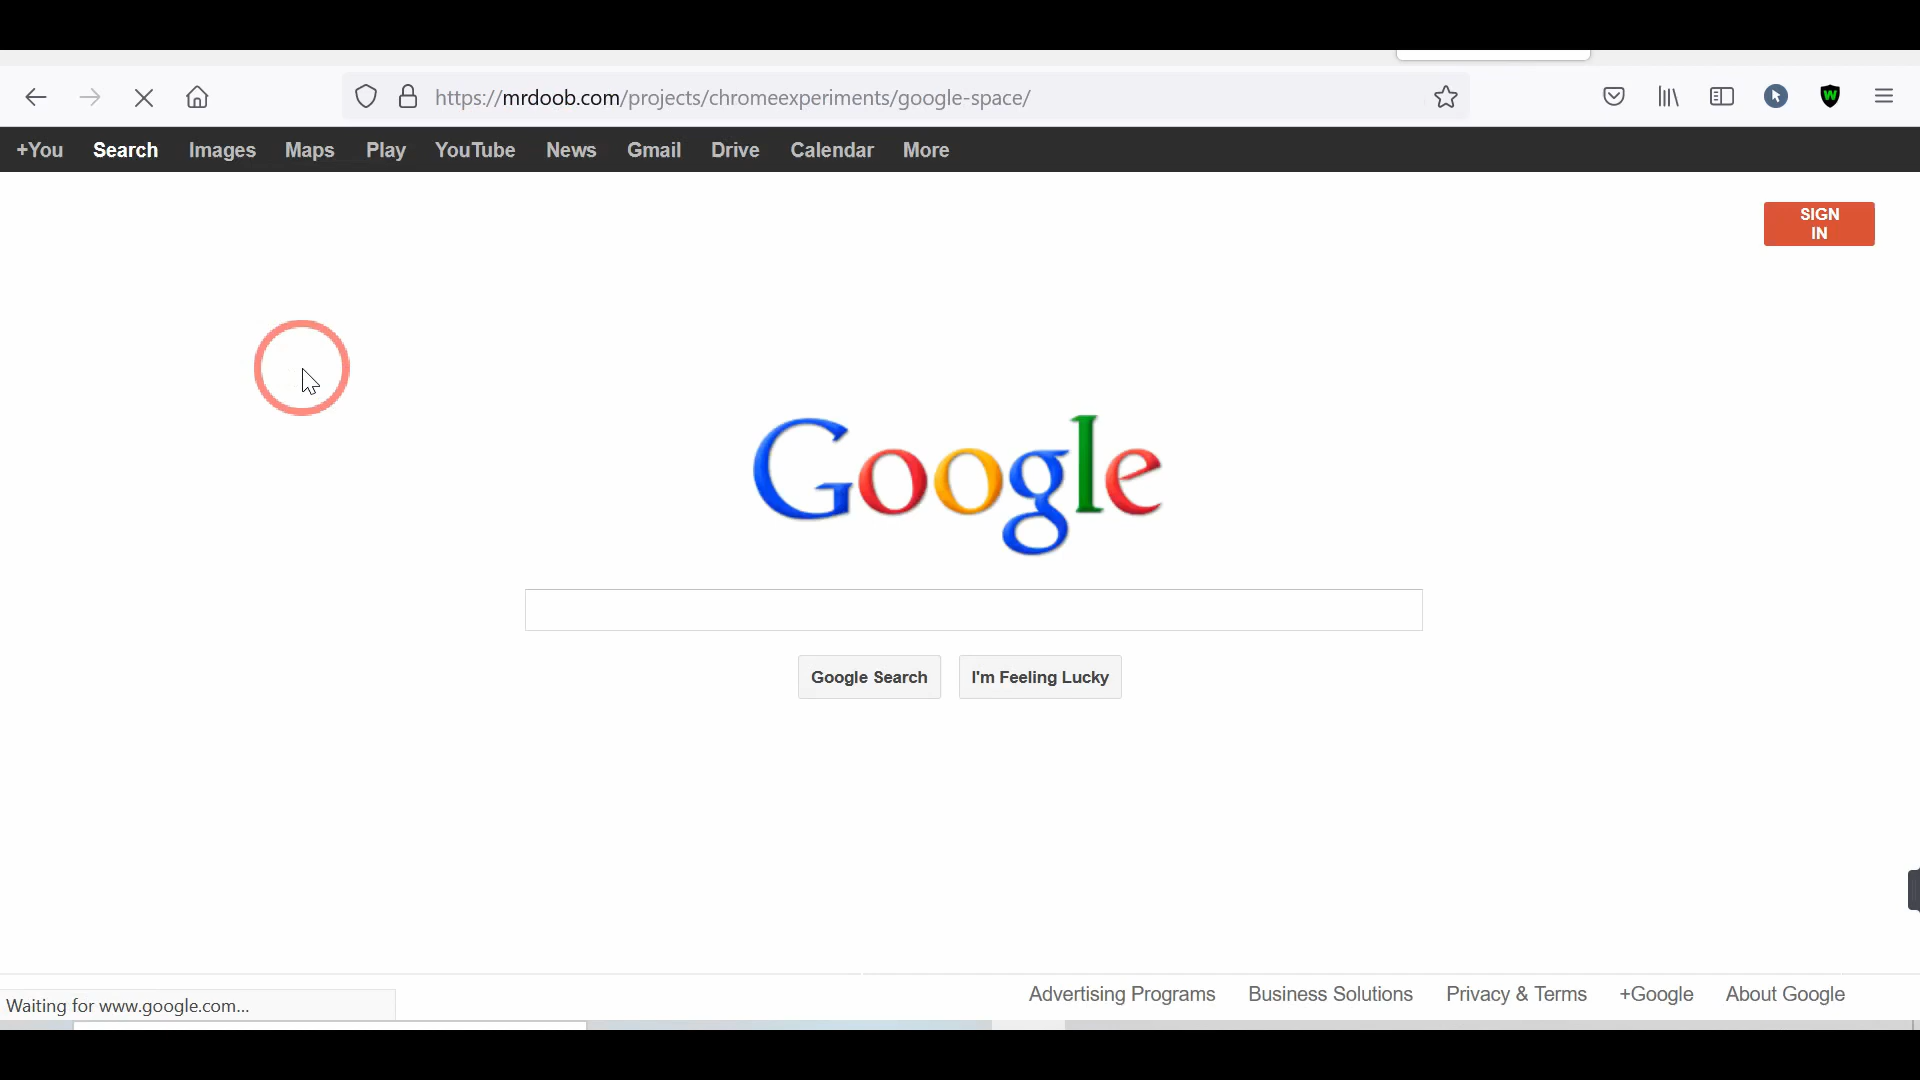 https://mrdoob.com/projects/chromeexperiments/google-space/
W
+You Search Images Maps Play YouTube News Gmail Drive Calendar More
SIGN
IN
Google
Google Search I'm Feeling Lucky
Advertising Programs Business Solutions Privacy & Terms +Google About Google
Waiting for www.google.com...